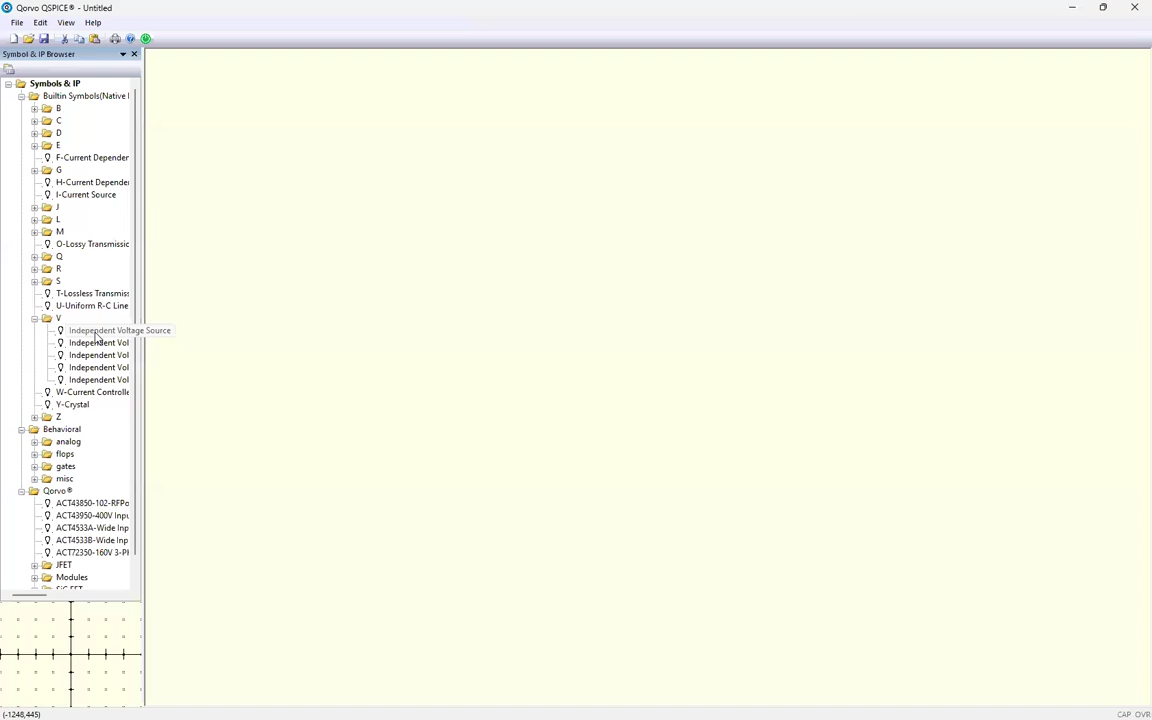 Qorvo QSPICE® - Untitled
File Edit View Help
Symbol & IP Browser
Symbols & IP
Builtin Symbols(Native
B
C
D
E
F-Current Depender
G
H-Current Depende
I-Current Source
J
L
M
O-Lossy Transmissic
Q
R
S
T-Lossless Transmis
U-Uniform R-C Line
V
Independent Voltage Source
Independent Vol
Independent Vol
Independent Vol
Independent Vol
W-Current Controlle
Y-Crystal
Z
Behavioral
analog
flops
gates
misc
Qorvo®
ACT43850-102-RFPo
ACT43950-400V Inpu
ACT4533A-Wide Inp
ACT4533B-Wide Inp
ACT72350-160V 3-P
JFET
Modules
SiC FET
(-1248,445) CAP OVR